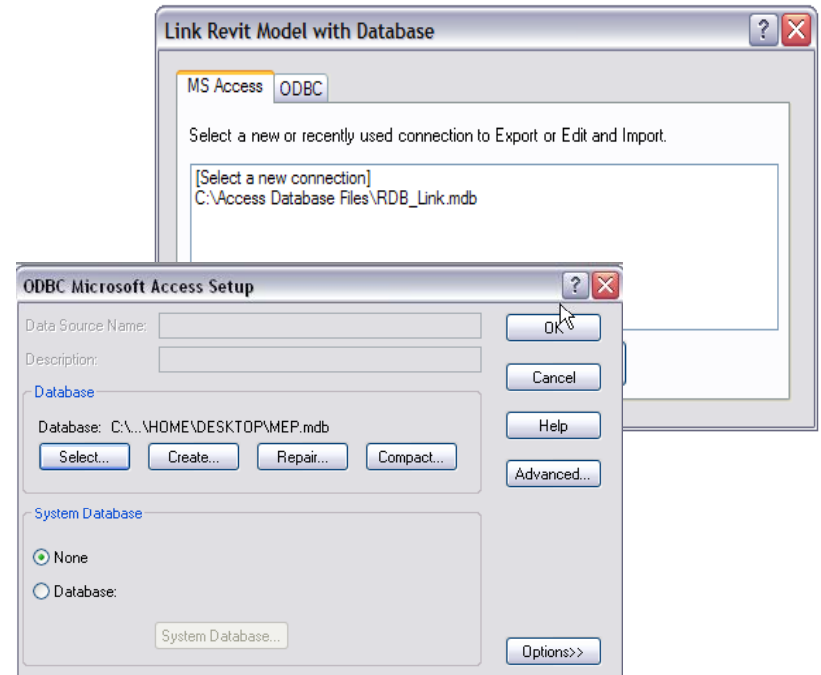 Link Revit Model with Database
MS Access ODBC
Select a new or recently used connection to Export or Edit and Import.
[Select a new connection]
C:\Access Database Files\RDB_Link.mdb
ODBC Microsoft Access Setup
Data Source Name:
OK
Description:
Cancel
Database
Database: C:\...\HOME\DESKTOP\MEP.mdb
Help
Select... Create... Repair... Compact...
Advanced...
System Database
None
Database:
System Database...
Options>>